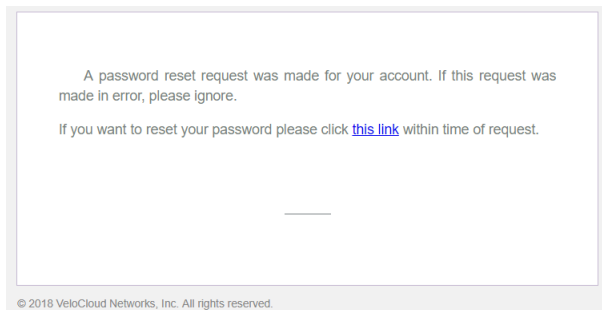 A password reset request was made for your account. If this request was
made in error, please ignore.
If you want to reset your password please click this link within time of request.
© 2018 VeloCloud Networks, Inc. All rights reserved.